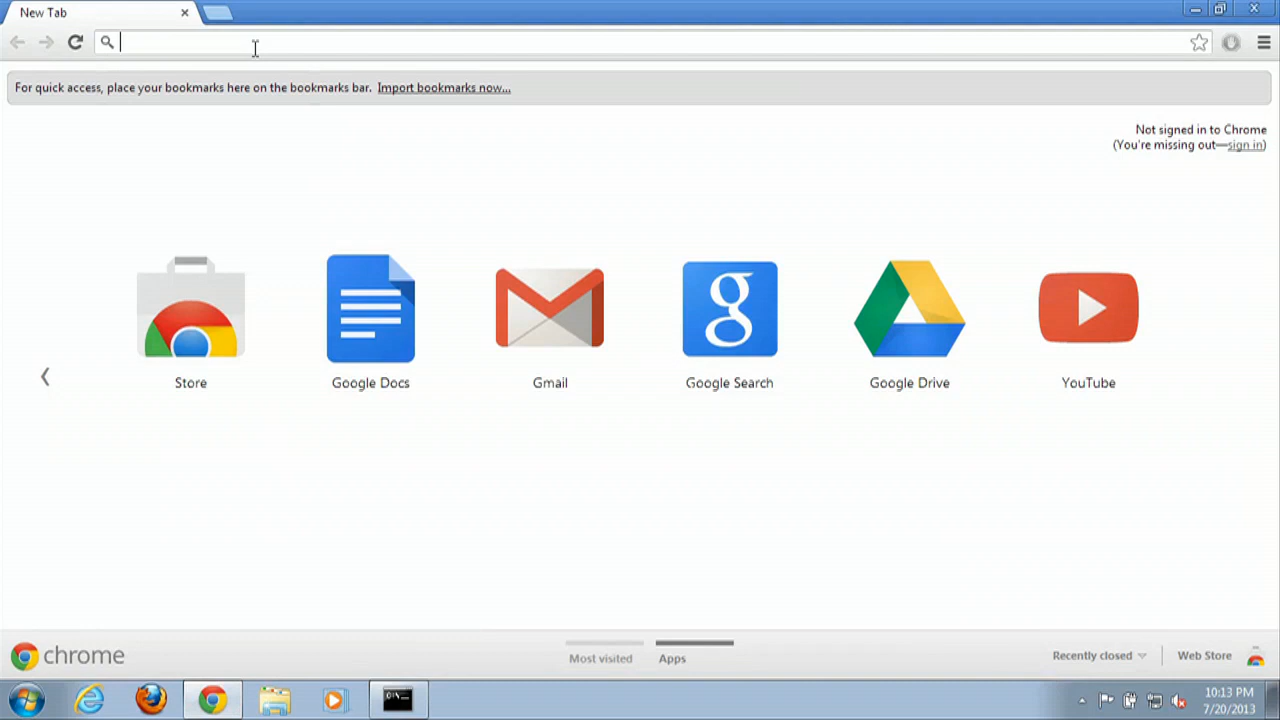 New Tab
For quick access, place your bookmarks here on the bookmarks bar. Import bookmarks now...
Not signed in to Chrome
(You're missing out—sign in)
Store
Google Docs
Gmail
Google Search
Google Drive
YouTube
chrome
Most visited
Apps
Recently closed
Web Store
10:13 PM
7/20/2013